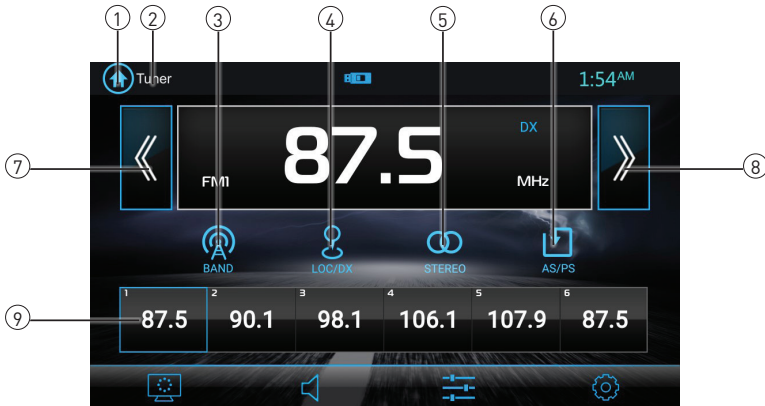 1 2 3 4 5 6
Tuner 1:54AM
DX
87.5
FM1 MHz
7 8
BAND LOC/DX STEREO AS/PS
1 2 3 4 5 6
87.5 90.1 98.1 106.1 107.9 87.5
9